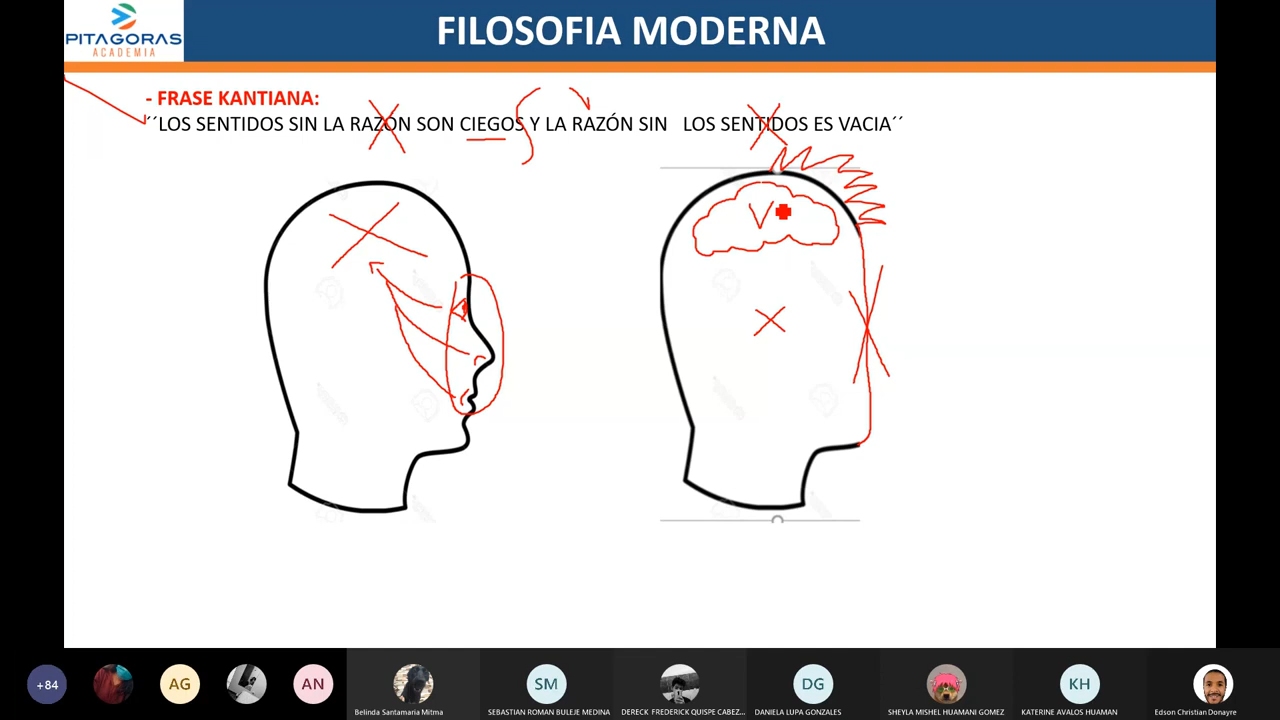 PITAGORAS
ACADEMIA
FILOSOFIA MODERNA
- FRASE KANTIANA:
´´LOS SENTIDOS SIN LA RAZON SON CIEGOS Y LA RAZÓN SIN LOS SENTIDOS ES VACIA´´
V
+84
AG
AN
SM
DG
KH
Belinda Santamaria Mitma
SEBASTIAN ROMAN BULEJE MEDINA
DERECK FREDERICK QUISPE CABEZ...
DANIELA LUPA GONZALES
SHEYLA MISHEL HUAMANI GOMEZ
KATERINE AVALOS HUAMAN
Edson Christian Donayre